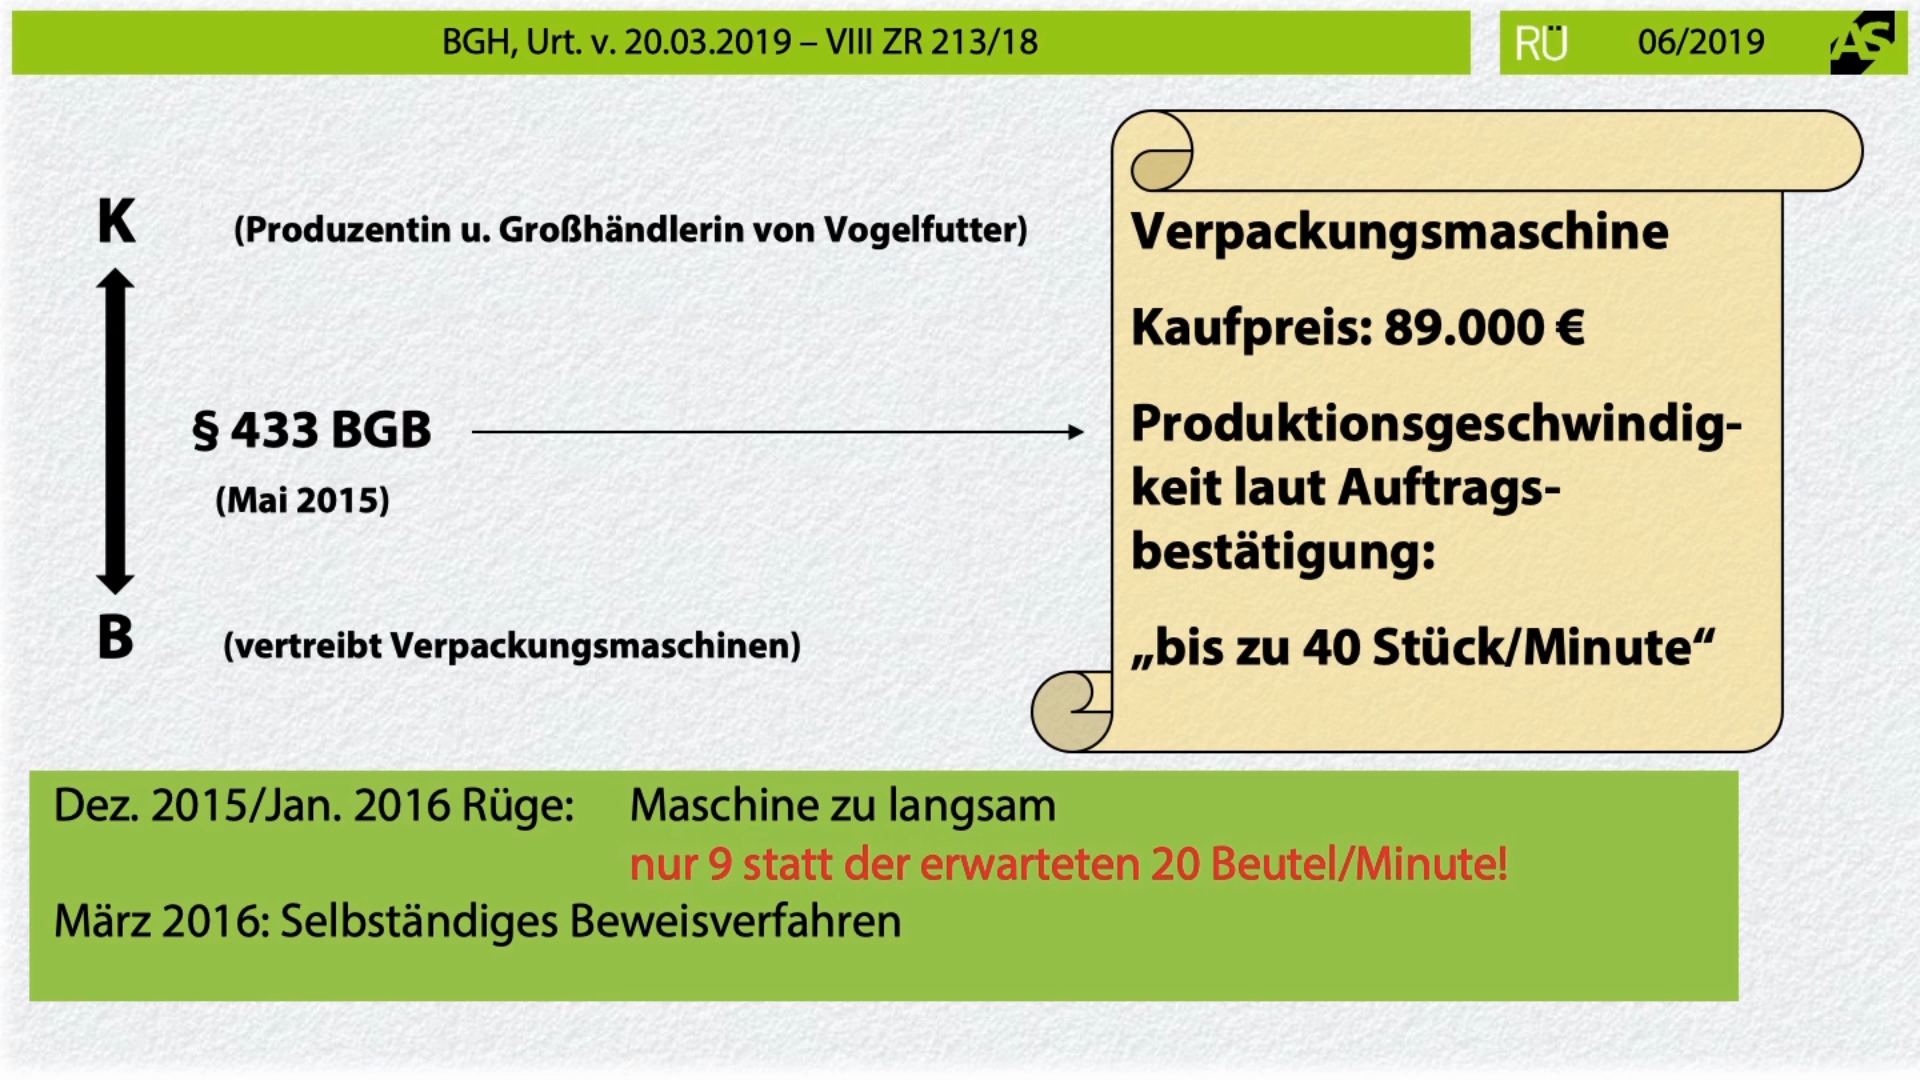 BGH, Urt. v. 20.03.2019 – VIII ZR 213/18
RÜ 06/2019 AS
K (Produzentin u. Großhändlerin von Vogelfutter)
§ 433 BGB
(Mai 2015)
B (vertreibt Verpackungsmaschinen)
Verpackungsmaschine
Kaufpreis: 89.000 €
Produktionsgeschwindig-
keit laut Auftrags-
bestätigung:
„bis zu 40 Stück/Minute“
Dez. 2015/Jan. 2016 Rüge: Maschine zu langsam
nur 9 statt der erwarteten 20 Beutel/Minute!
März 2016: Selbständiges Beweisverfahren